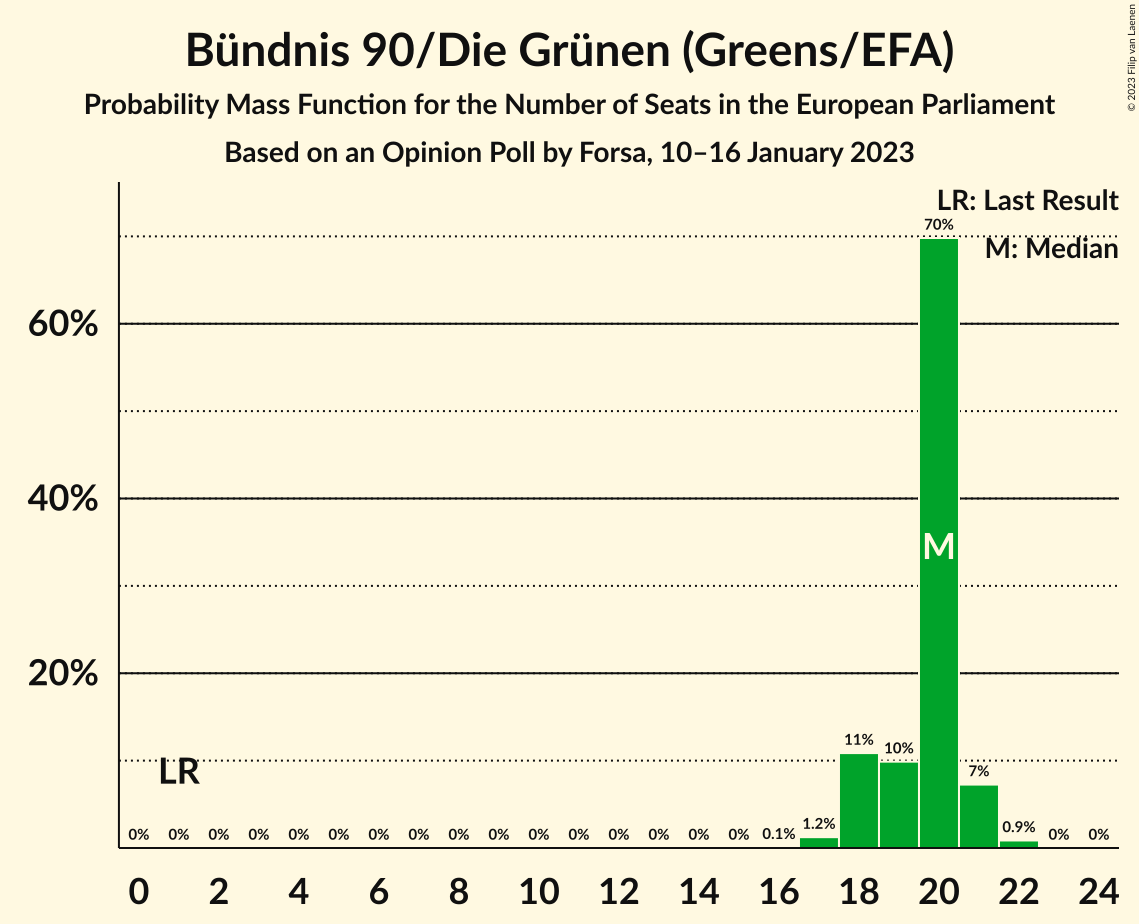 Bündnis 90/Die Grünen (Greens/EFA)
Probability Mass Function for the Number of Seats in the European Parliament
Based on an Opinion Poll by Forsa, 10–16 January 2023
© 2023 Filip van Laenen
LR: Last Result
M: Median
70%
60%
40%
M
20%
11%
10%
7%
LR
0% 0% 0% 0% 0% 0% 0% 0% 0% 0% 0% 0% 0% 0% 0% 0% 0.1% 1.2% 0.9% 0% 0%
0 2 4 6 8 10 12 14 16 18 20 22 24